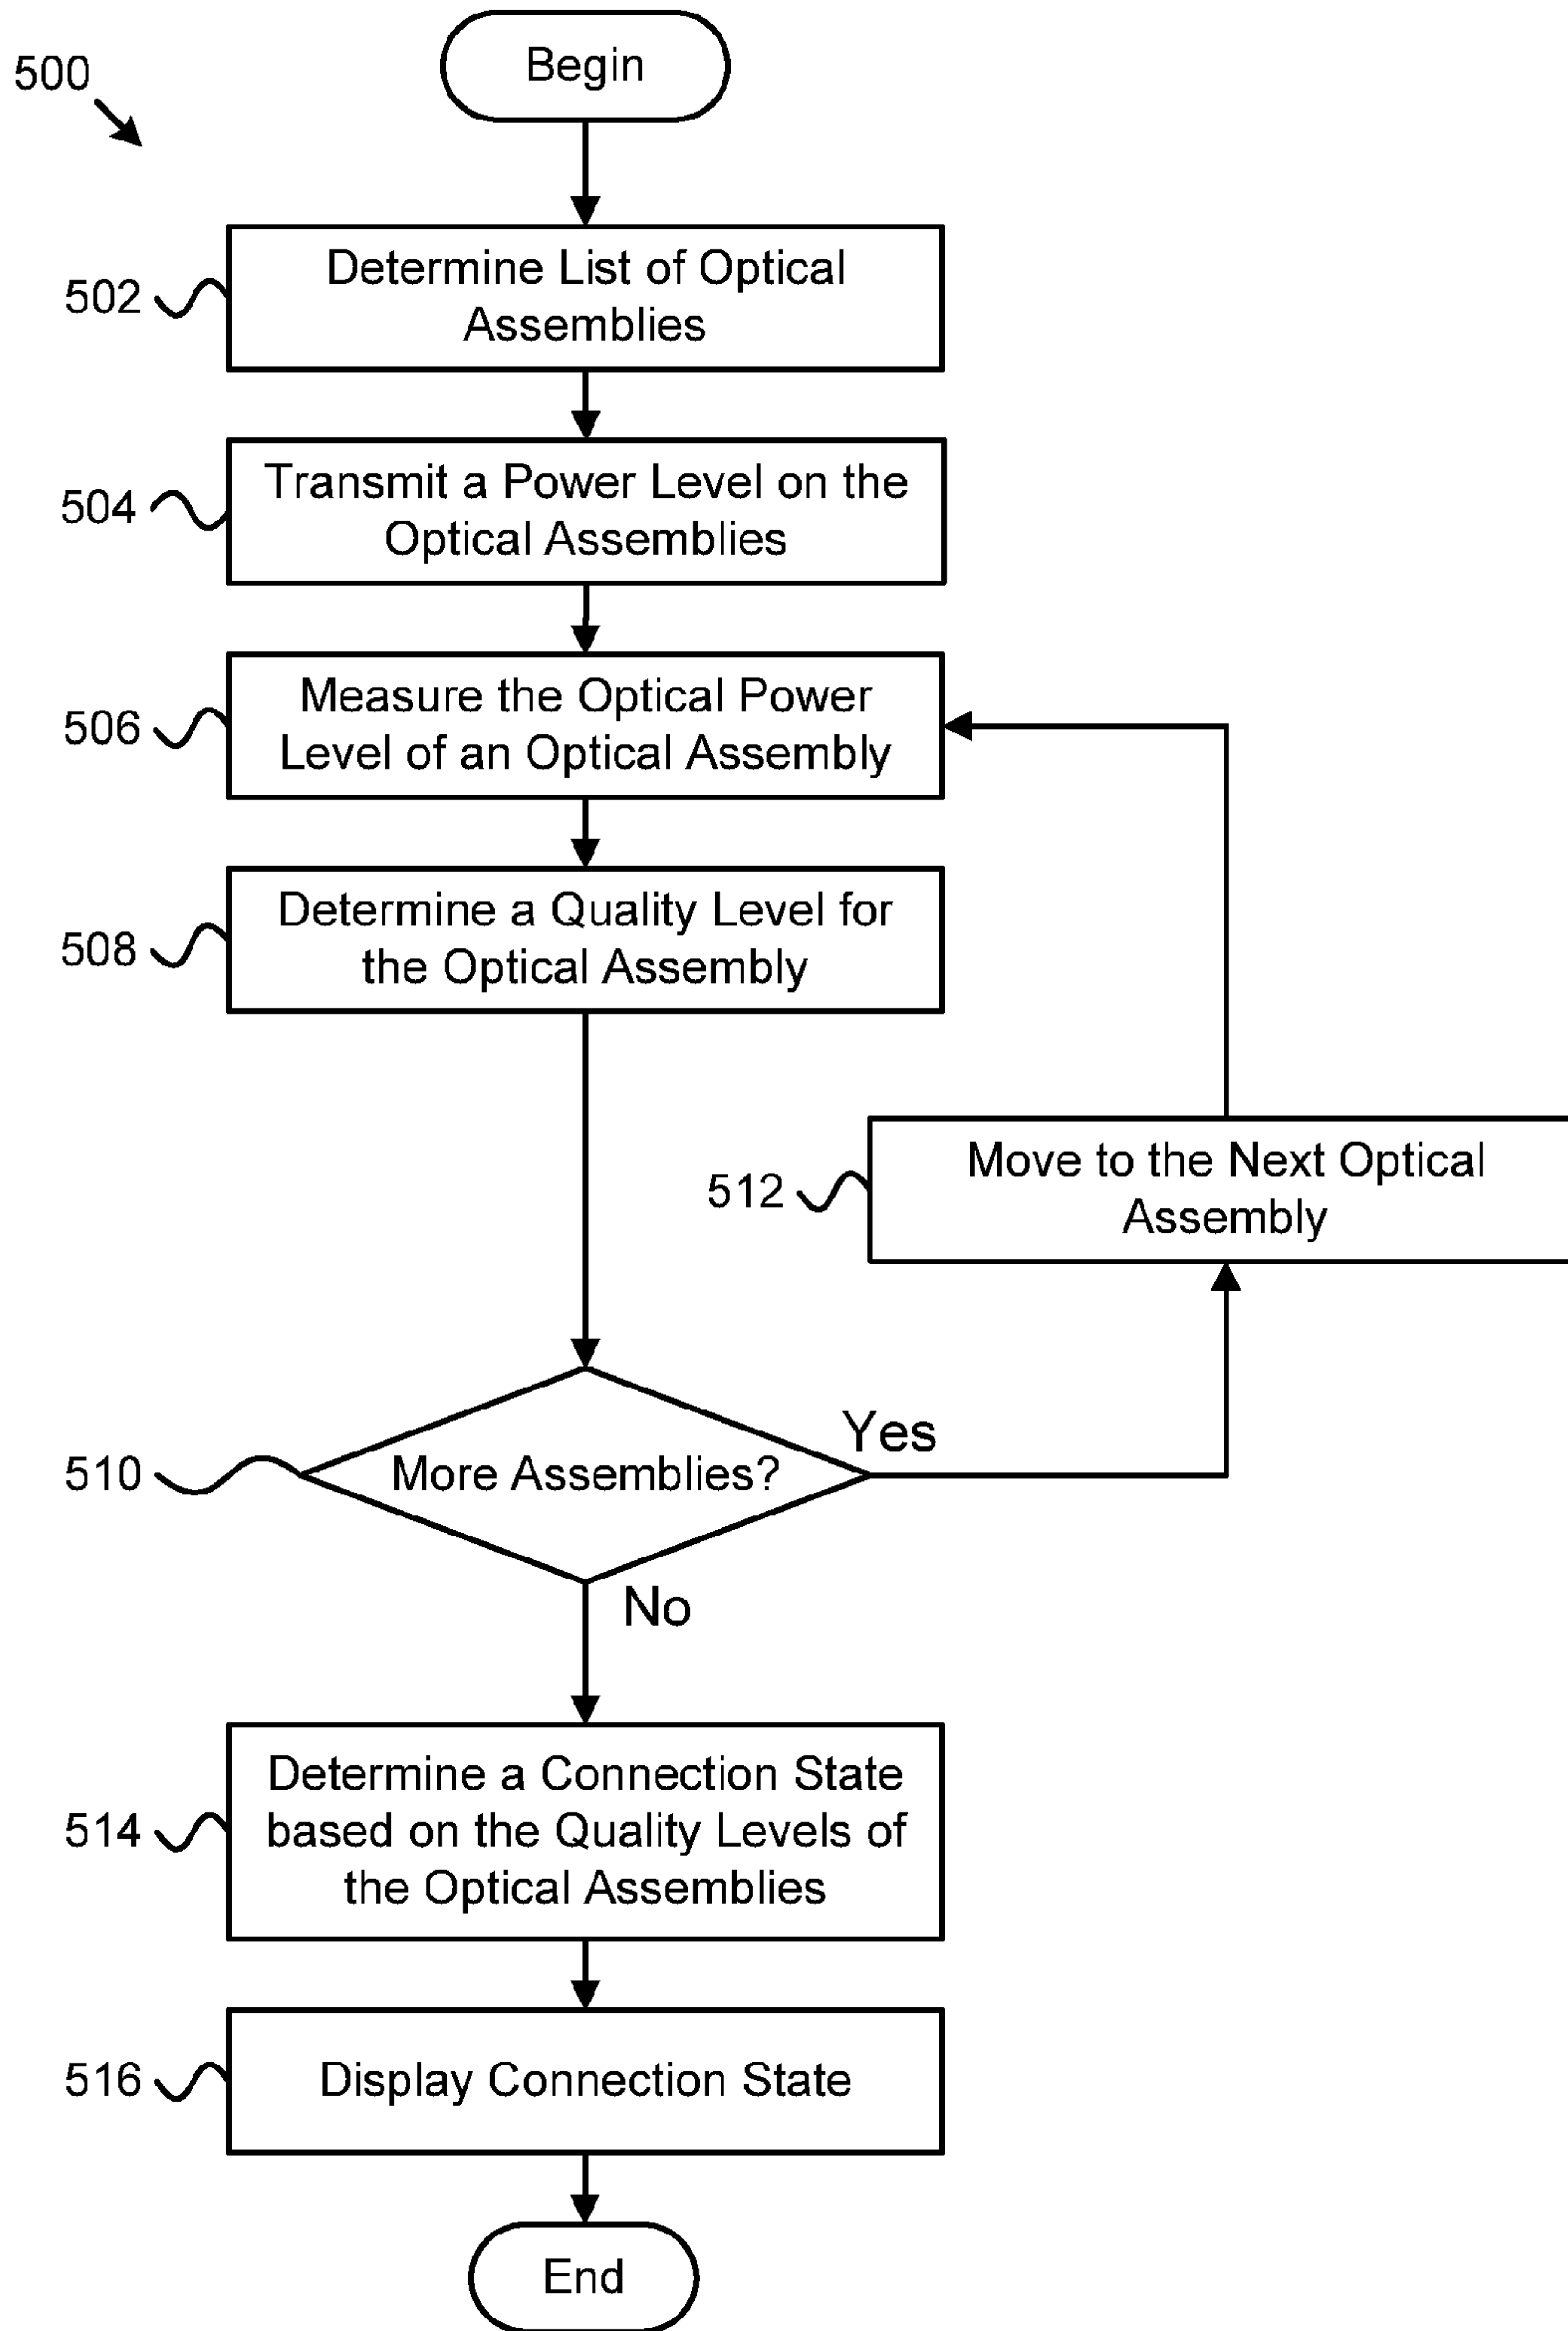 Begin
500
Determine List of Optical
Assemblies
502
Transmit a Power Level on the
Optical Assemblies
504
Measure the Optical Power
Level of an Optical Assembly
506
Determine a Quality Level for
the Optical Assembly
508
Move to the Next Optical
Assembly
512
Yes
More Assemblies?
510
No
Determine a Connection State
based on the Quality Levels of
the Optical Assemblies
514
Display Connection State
516
End